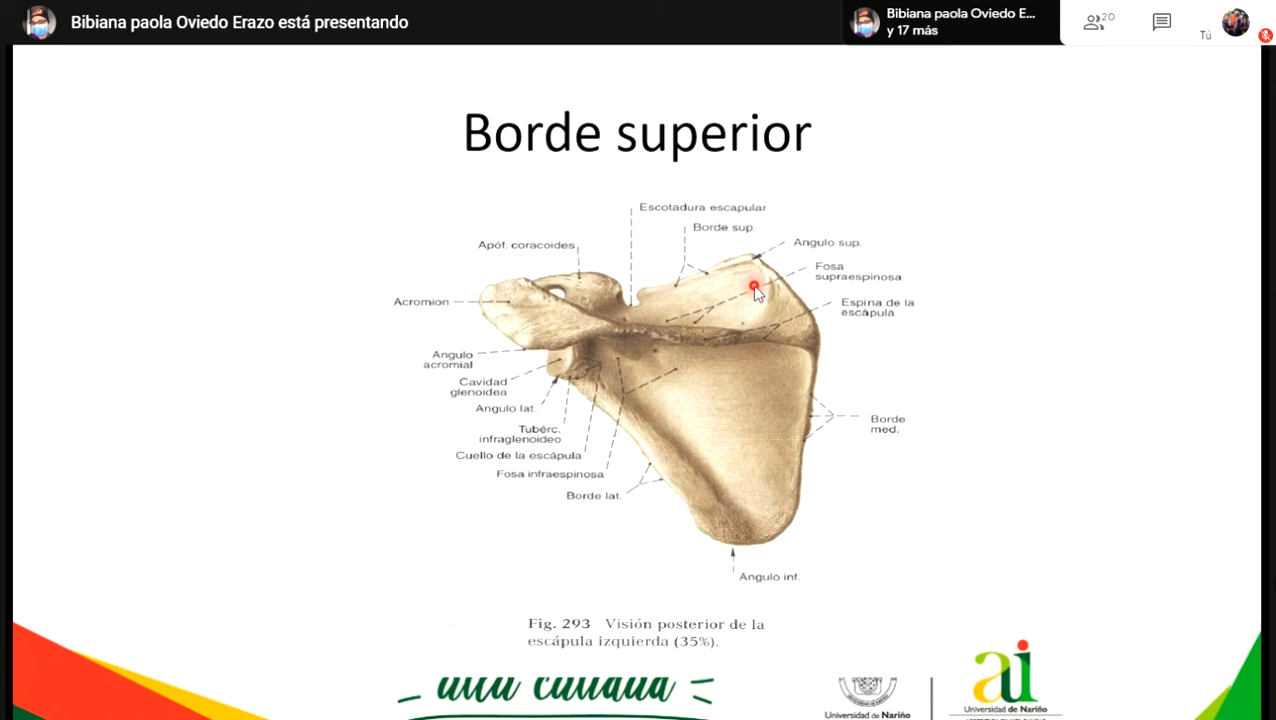 Bibiana paola Oviedo Erazo está presentando
Bibiana paola Oviedo E...
y 17 más
20
Tú
Borde superior
Escotadura escapular
Borde sup.
Apóf. coracoides
Angulo sup.
Fosa
supraespinosa
Acromion
Espina de la
escápula
Angulo
acromial
Cavidad
glenoidea
Angulo lat.
Borde
med.
Tubérc.
infraglenoideo
Cuello de la escápula
Fosa infraespinosa
Borde lat.
Angulo inf.
Fig. 293 Visión posterior de la
escápula izquierda (35%).
ai
Universidad de Nariño
Universidad de Nariño